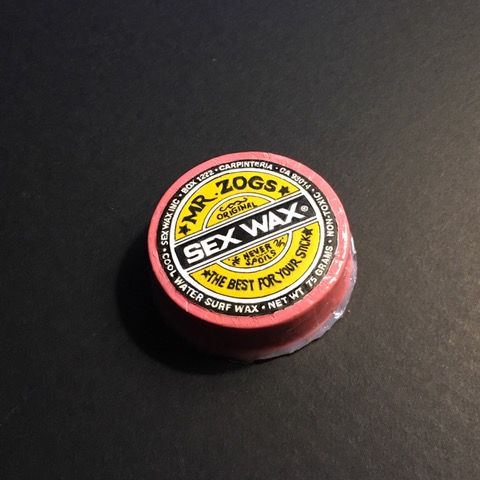 SEXWAX INC • BOX 1222 • CARPINTERIA • CA 93014 • NON-TOXIC •
★ MR. ZOGS ★
ORIGINAL
SEX WAX®
NEVER
SPOILS
★ THE BEST FOR YOUR STICK ★
• COOL WATER SURF WAX • NET WT 75 GRAMS •